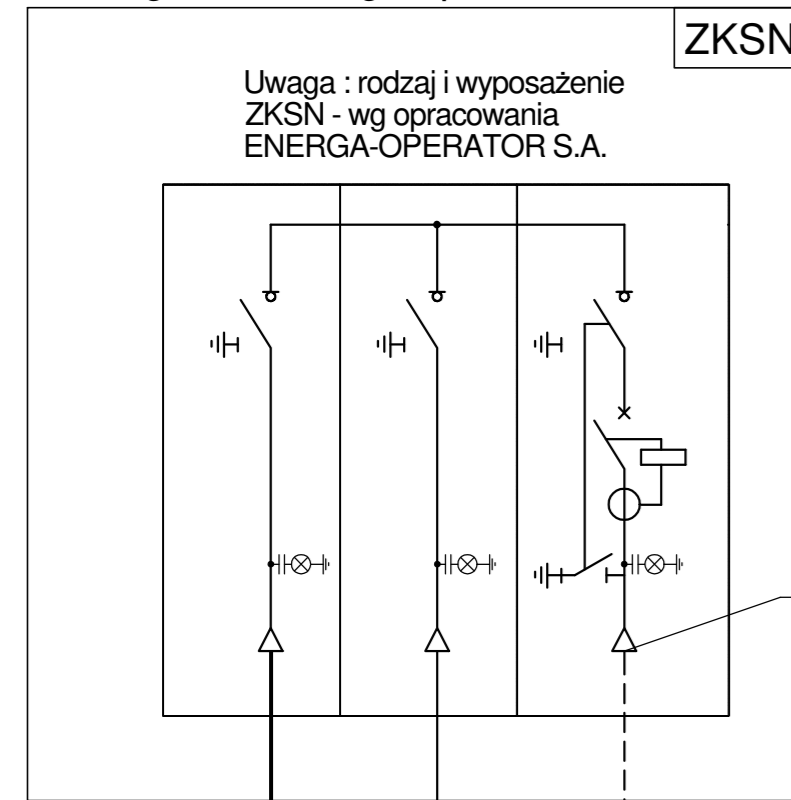 ZKSN
Uwaga : rodzaj i wyposażenie
ZKSN - wg opracowania
ENERGA-OPERATOR S.A.